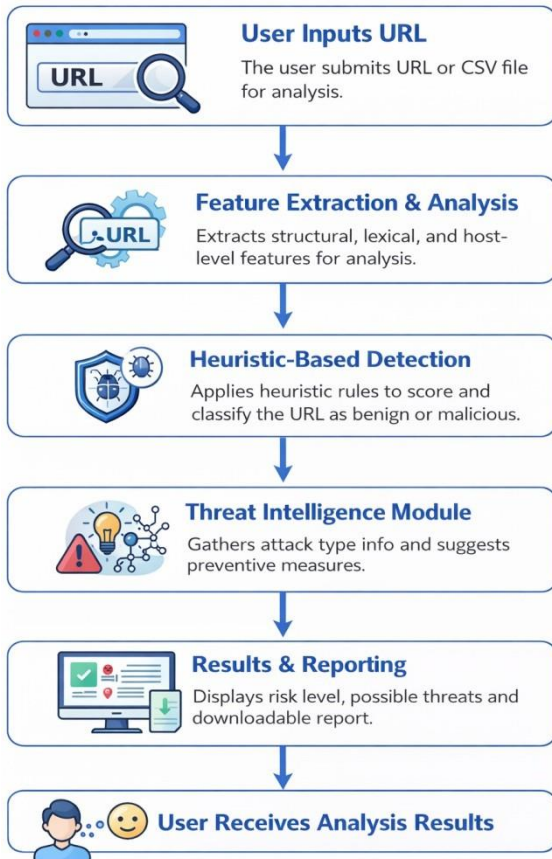 URL
User Inputs URL
The user submits URL or CSV file
for analysis.
URL
Feature Extraction & Analysis
Extracts structural, lexical, and host-
level features for analysis.
Heuristic-Based Detection
Applies heuristic rules to score and
classify the URL as benign or malicious.
Threat Intelligence Module
Gathers attack type info and suggests
preventive measures.
Results & Reporting
Displays risk level, possible threats and
downloadable report.
User Receives Analysis Results